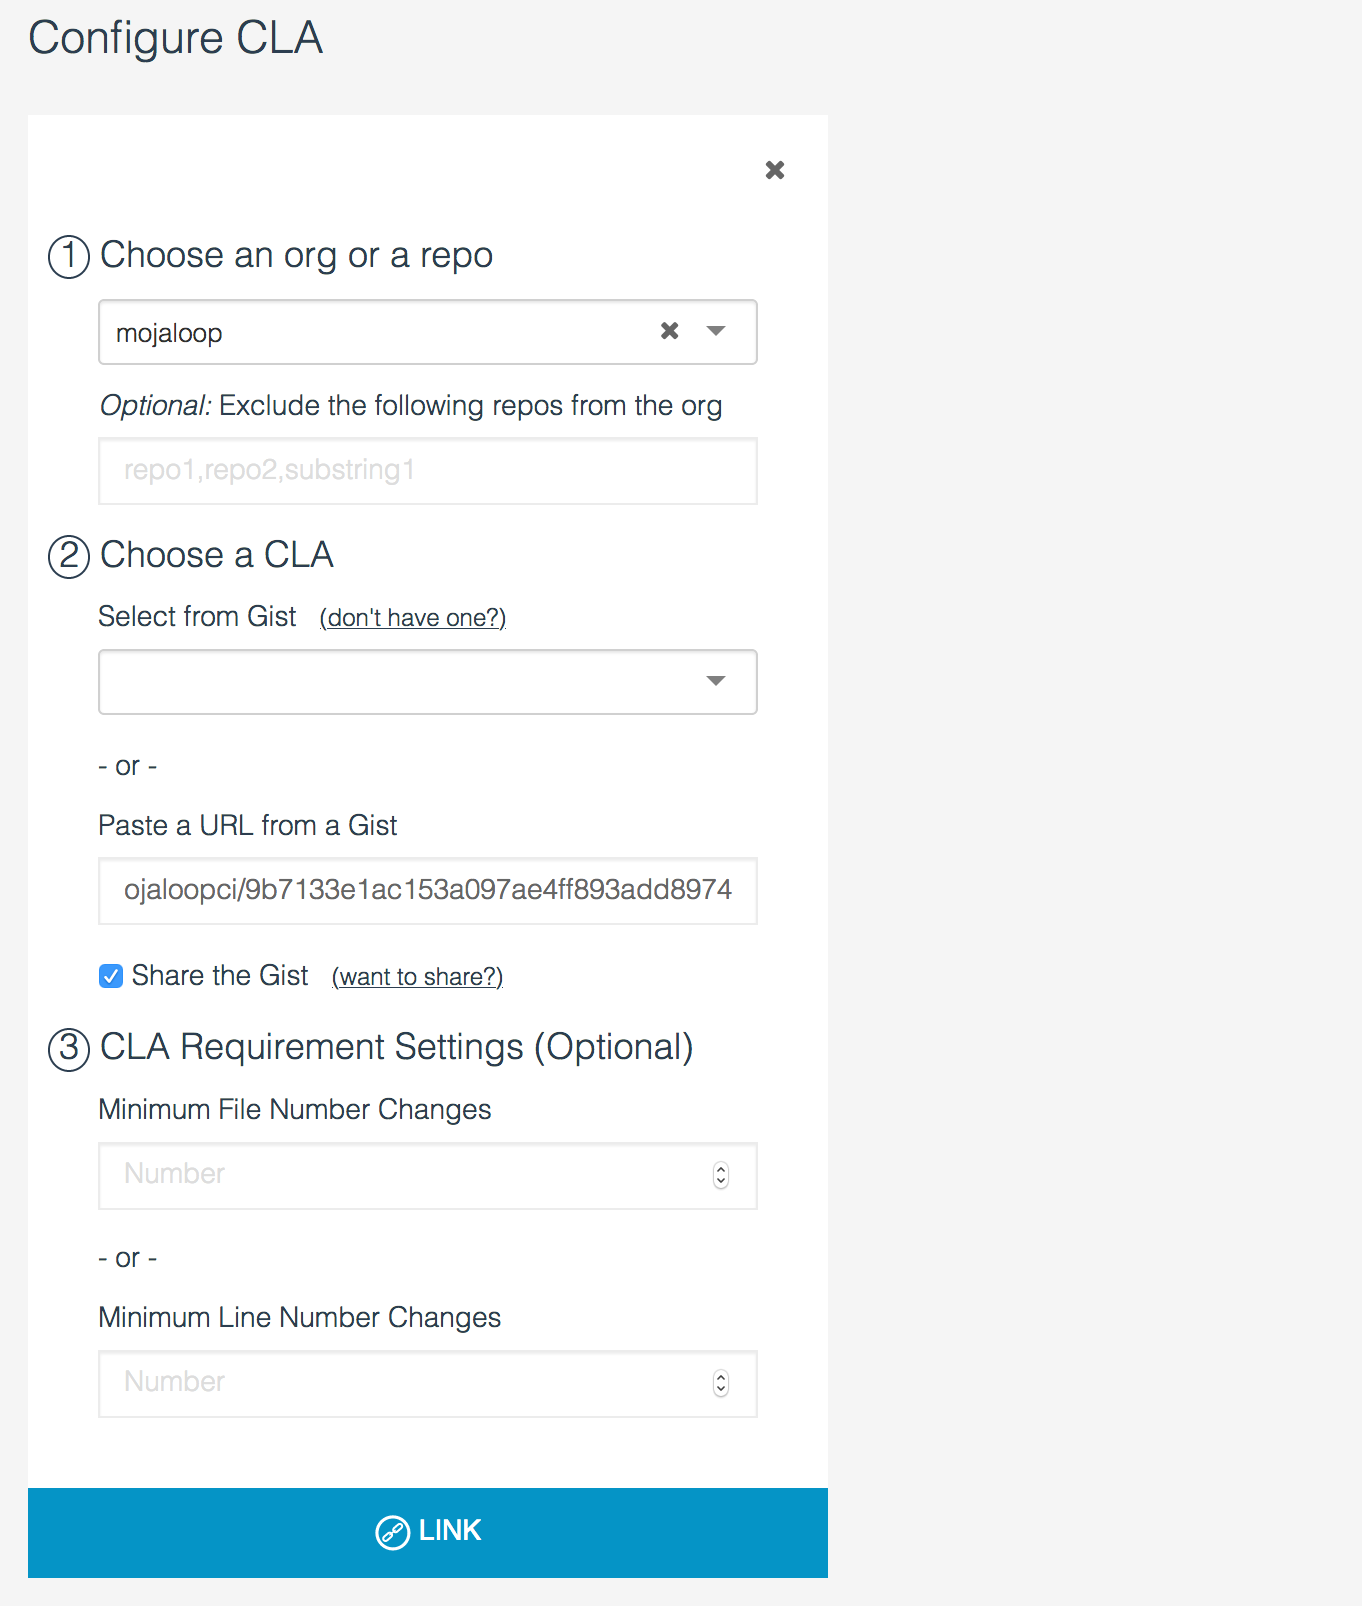 Configure CLA
1 Choose an org or a repo
mojaloop
Optional: Exclude the following repos from the org
repo1,repo2,substring1
2 Choose a CLA
Select from Gist (don't have one?)
- or -
Paste a URL from a Gist
ojaloopci/9b7133e1ac153a097ae4ff893add8974
Share the Gist (want to share?)
3 CLA Requirement Settings (Optional)
Minimum File Number Changes
Number
- or -
Minimum Line Number Changes
Number
LINK